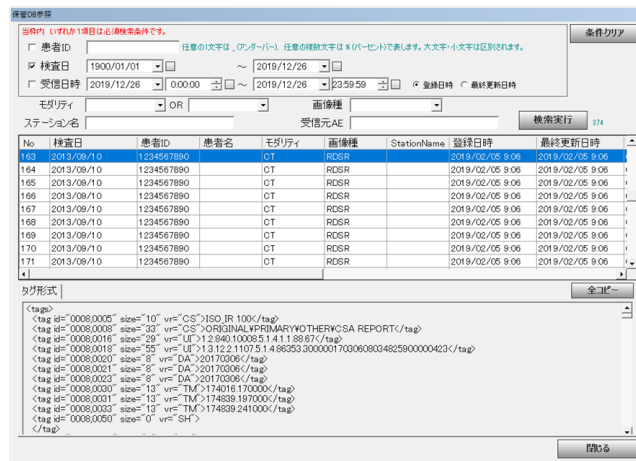 保管DB参照
当枠内 いずれか1項目は必須検索条件です。
条件クリア
患者ID 任意の1文字は _(アンダーバー)、任意の複数文字は %(パーセント)で表します。大文字・小文字は区別されます。
検査日 1900/01/01 ～ 2019/12/26
受信日時 2019/12/26 0:00:00 ～ 2019/12/26 23:59:59 登録日時 最終更新日時
モダリティ OR 画像種
ステーション名 受信元AE 検索実行 374
No 検査日 患者ID 患者名 モダリティ 画像種 StationName 登録日時 最終更新日時
163 2013/09/10 1234567890 CT RDSR 2019/02/05 9:06 2019/02/05 9:06
164 2013/09/10 1234567890 CT RDSR 2019/02/05 9:06 2019/02/05 9:06
165 2013/09/10 1234567890 CT RDSR 2019/02/05 9:06 2019/02/05 9:06
166 2013/09/10 1234567890 CT RDSR 2019/02/05 9:06 2019/02/05 9:06
167 2013/09/10 1234567890 CT RDSR 2019/02/05 9:06 2019/02/05 9:06
168 2013/09/10 1234567890 CT RDSR 2019/02/05 9:06 2019/02/05 9:06
169 2013/09/10 1234567890 CT RDSR 2019/02/05 9:06 2019/02/05 9:06
170 2013/09/10 1234567890 CT RDSR 2019/02/05 9:06 2019/02/05 9:06
171 2013/09/10 1234567890 CT RDSR 2019/02/05 9:06 2019/02/05 9:06
タグ形式 全コピー
<tags>
<tag id="0008,0005" size="10" vr="CS">ISO_IR 100</tag>
<tag id="0008,0008" size="33" vr="CS">ORIGINAL¥PRIMARY¥OTHER¥CSA REPORT</tag>
<tag id="0008,0016" size="29" vr="UI">1.2.840.10008.5.1.4.1.1.88.67</tag>
<tag id="0008,0018" size="55" vr="UI">1.3.12.2.1107.5.1.4.86353.30000017030608034825900000423</tag>
<tag id="0008,0020" size="8" vr="DA">20170306</tag>
<tag id="0008,0021" size="8" vr="DA">20170306</tag>
<tag id="0008,0023" size="8" vr="DA">20170306</tag>
<tag id="0008,0030" size="13" vr="TM">174016.170000</tag>
<tag id="0008,0031" size="13" vr="TM">174839.197000</tag>
<tag id="0008,0033" size="13" vr="TM">174839.241000</tag>
<tag id="0008,0050" size="0" vr="SH">
</tag>
閉じる